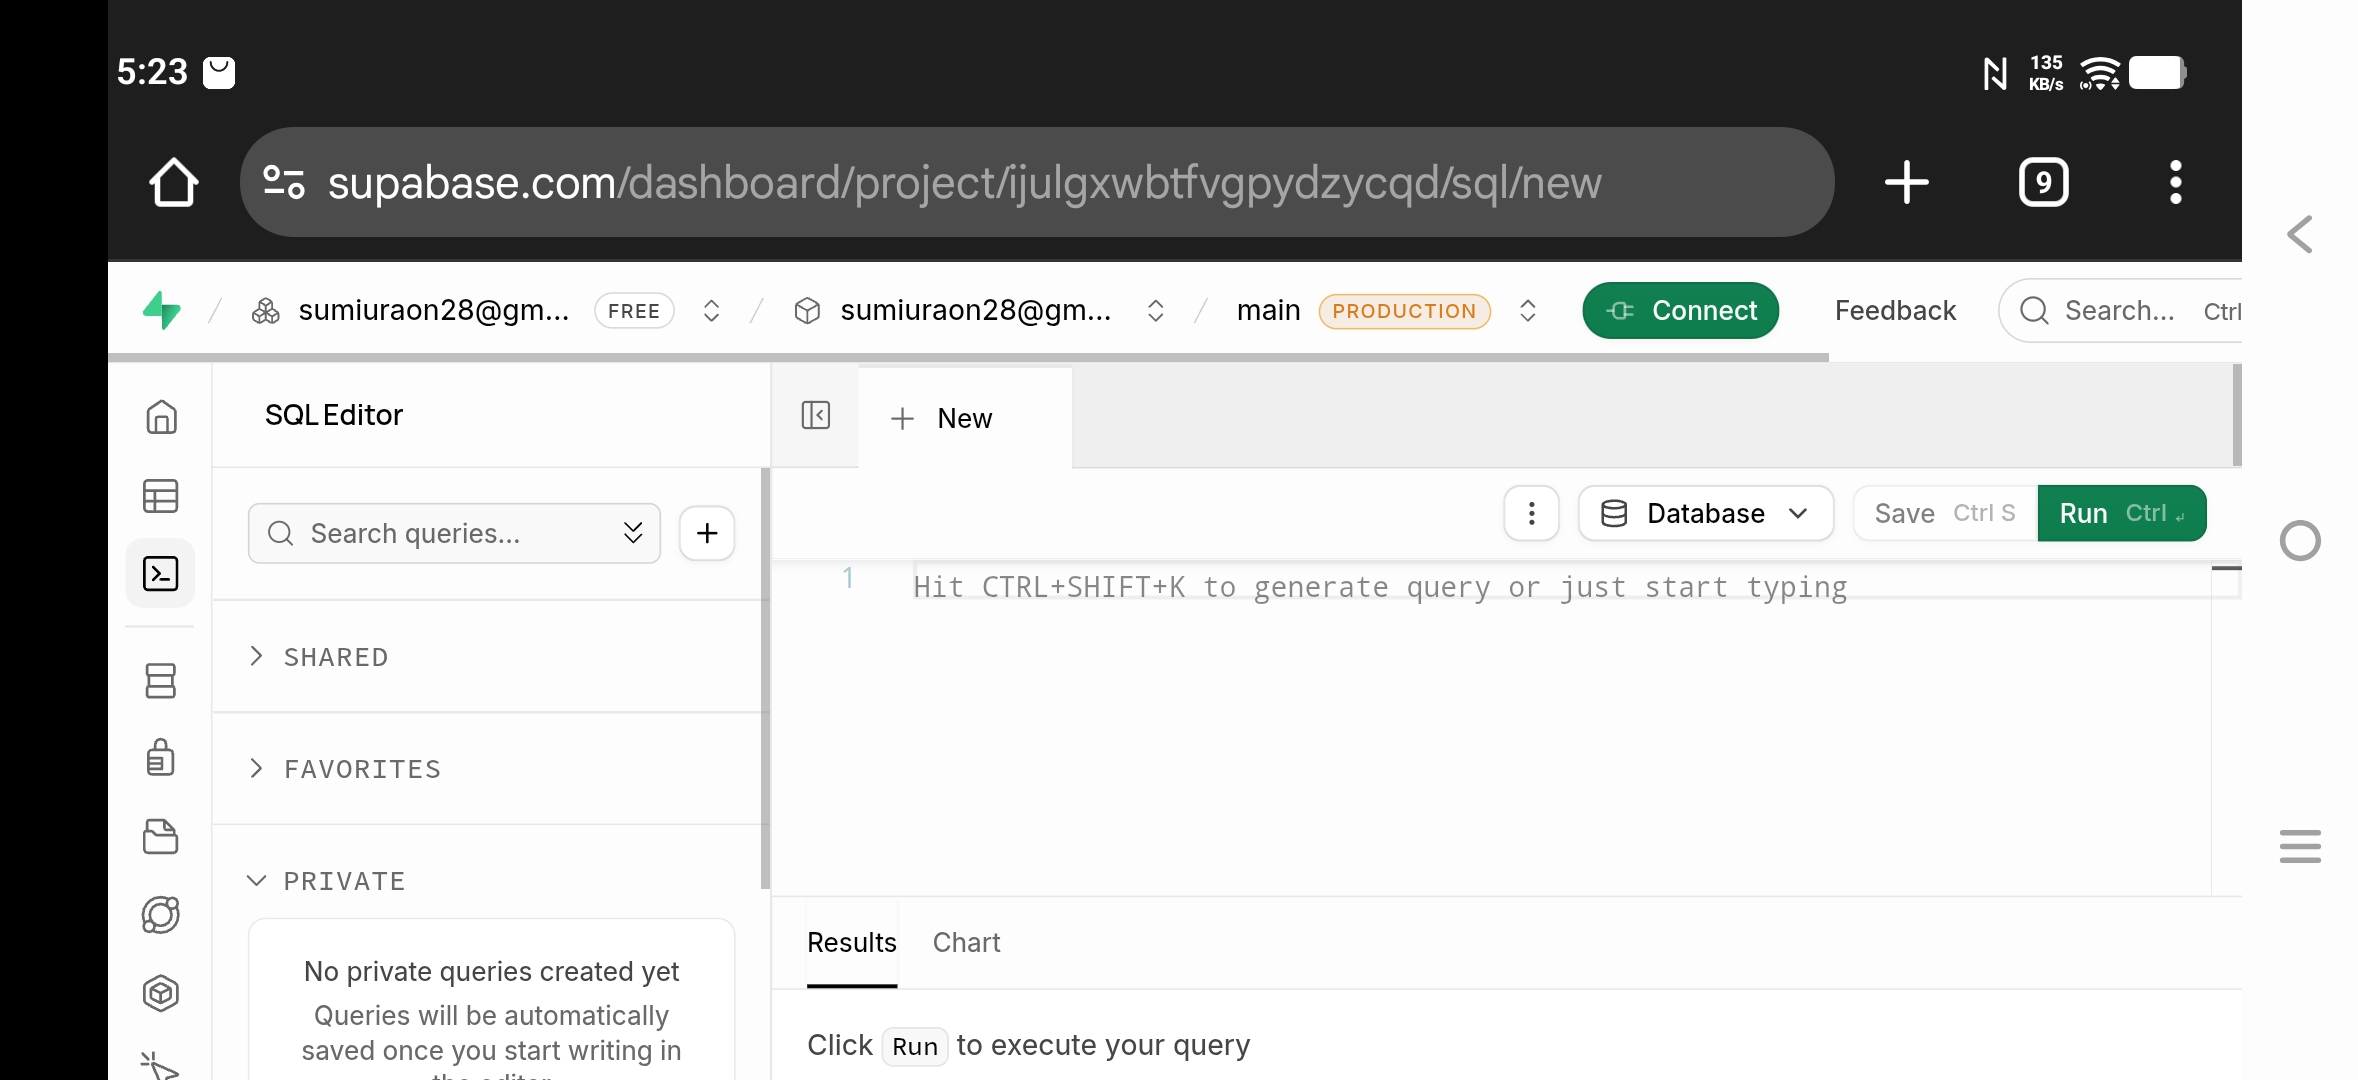 5:23
135
KB/s
supabase.com/dashboard/project/ijulgxwbtfvgpydzycqd/sql/new
9
sumiuraon28@gm... FREE
sumiuraon28@gm...
main PRODUCTION
Connect
Feedback
Search... Ctrl
SQL Editor
New
Search queries...
Database
Save Ctrl S
Run Ctrl ↵
1 Hit CTRL+SHIFT+K to generate query or just start typing
SHARED
FAVORITES
PRIVATE
No private queries created yet
Queries will be automatically
saved once you start writing in
the editor
Results Chart
Click Run to execute your query